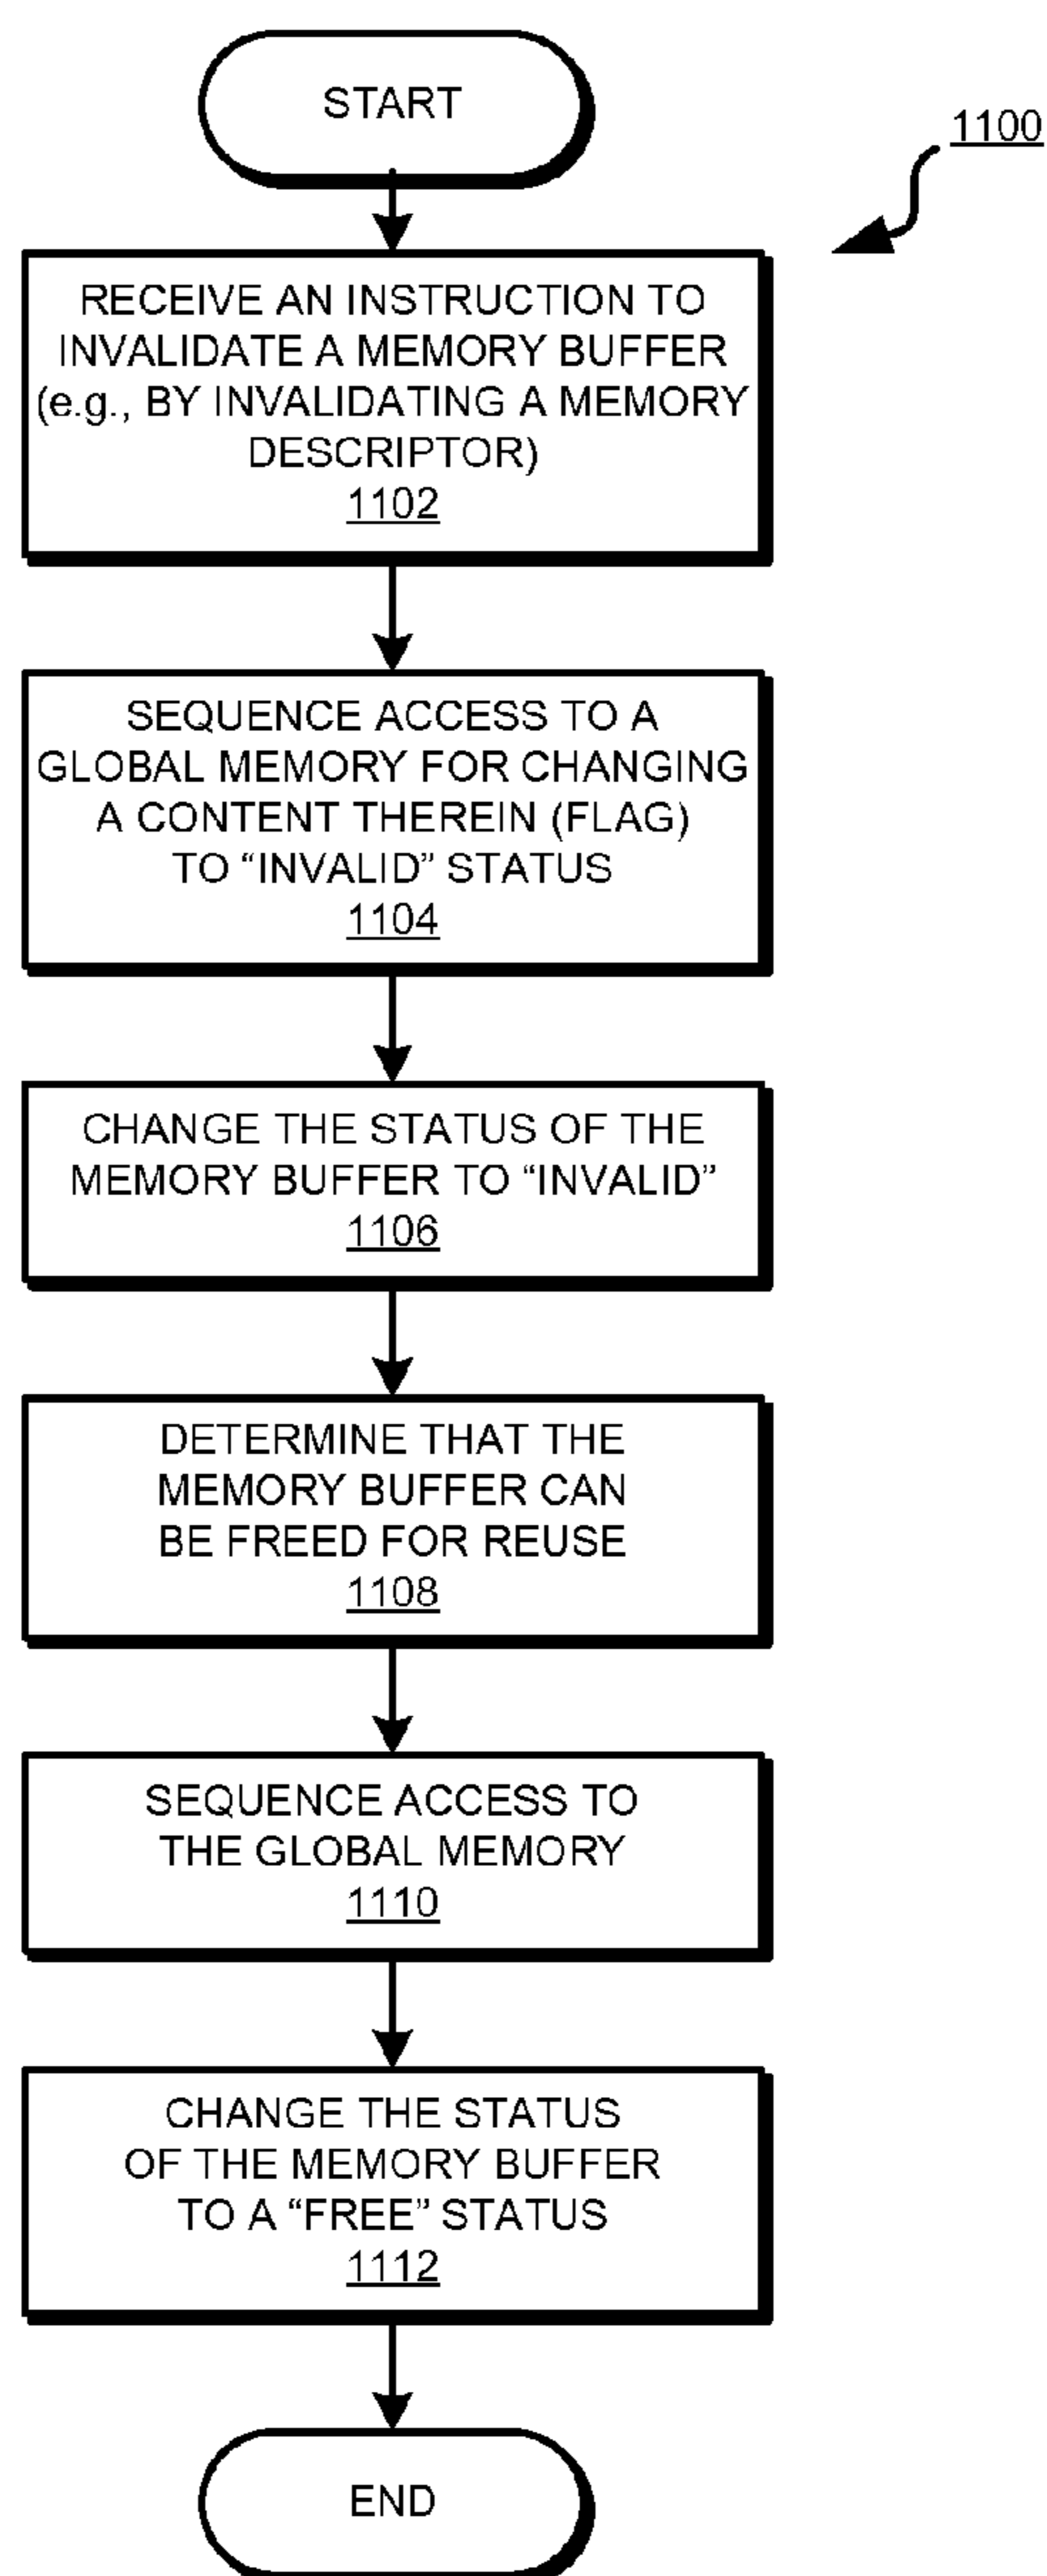 START
1100
RECEIVE AN INSTRUCTION TO
INVALIDATE A MEMORY BUFFER
(e.g., BY INVALIDATING A MEMORY
DESCRIPTOR)
1102
SEQUENCE ACCESS TO A
GLOBAL MEMORY FOR CHANGING
A CONTENT THEREIN (FLAG)
TO “INVALID” STATUS
1104
CHANGE THE STATUS OF THE
MEMORY BUFFER TO “INVALID”
1106
DETERMINE THAT THE
MEMORY BUFFER CAN
BE FREED FOR REUSE
1108
SEQUENCE ACCESS TO
THE GLOBAL MEMORY
1110
CHANGE THE STATUS
OF THE MEMORY BUFFER
TO A “FREE” STATUS
1112
END